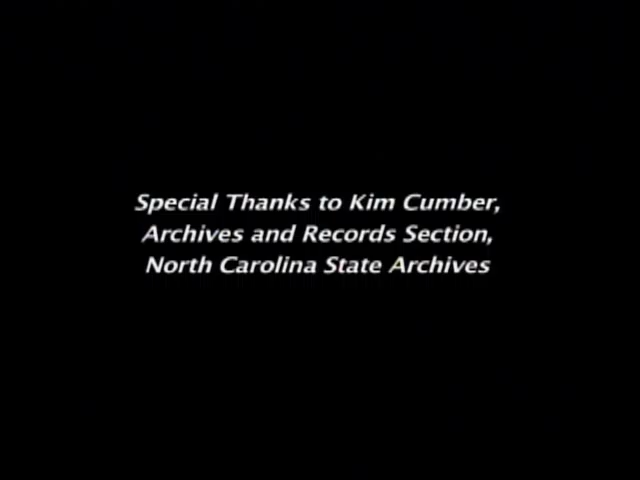 Special Thanks to Kim Cumber,
Archives and Records Section,
North Carolina State Archives